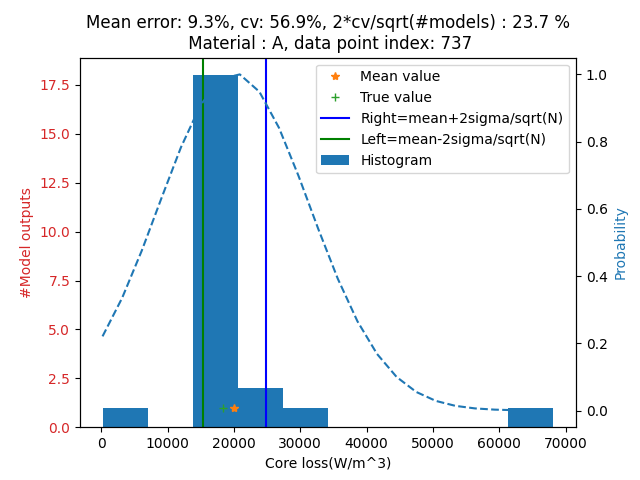 Mean error: 9.3%, cv: 56.9%, 2*cv/sqrt(#models) : 23.7 %
Material : A, data point index: 737
Mean value
True value
Right=mean+2sigma/sqrt(N)
Left=mean-2sigma/sqrt(N)
Histogram
#Model outputs
17.5
15.0
12.5
10.0
7.5
5.0
2.5
0.0
1.0
0.8
0.6
0.4
0.2
0.0
Probability
0 10000 20000 30000 40000 50000 60000 70000
Core loss(W/m^3)